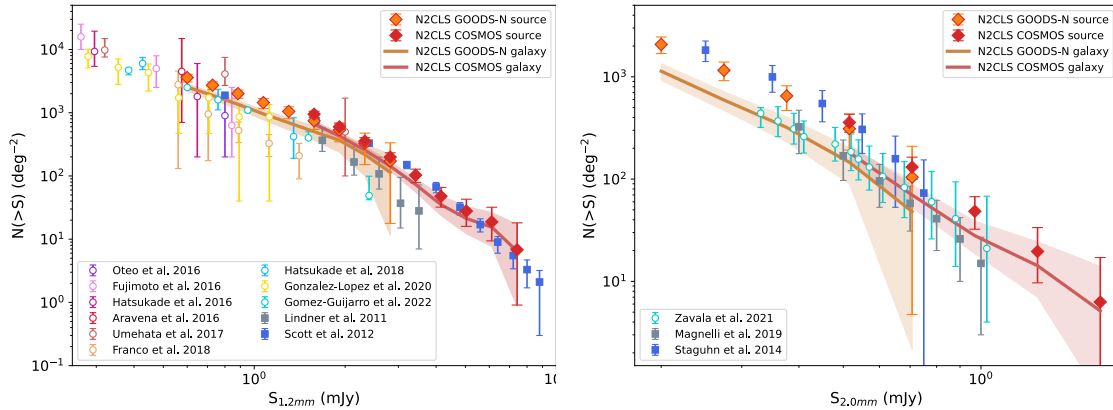 N2CLS GOODS-N source
N2CLS COSMOS source
N2CLS GOODS-N galaxy
N2CLS COSMOS galaxy
10⁴
10³
10²
10¹
10⁰
10⁻¹
N(>S) (deg⁻²)
Oteo et al. 2016
Fujimoto et al. 2016
Hatsukade et al. 2016
Aravena et al. 2016
Umehata et al. 2017
Franco et al. 2018
Hatsukade et al. 2018
Gonzalez-Lopez et al. 2020
Gomez-Guijarro et al. 2022
Lindner et al. 2011
Scott et al. 2012
10⁰
10
S₁.₂mm (mJy)
N2CLS GOODS-N source
N2CLS COSMOS source
N2CLS GOODS-N galaxy
N2CLS COSMOS galaxy
10³
10²
10¹
N(>S) (deg⁻²)
Zavala et al. 2021
Magnelli et al. 2019
Staguhn et al. 2014
10⁰
S₂.₀mm (mJy)